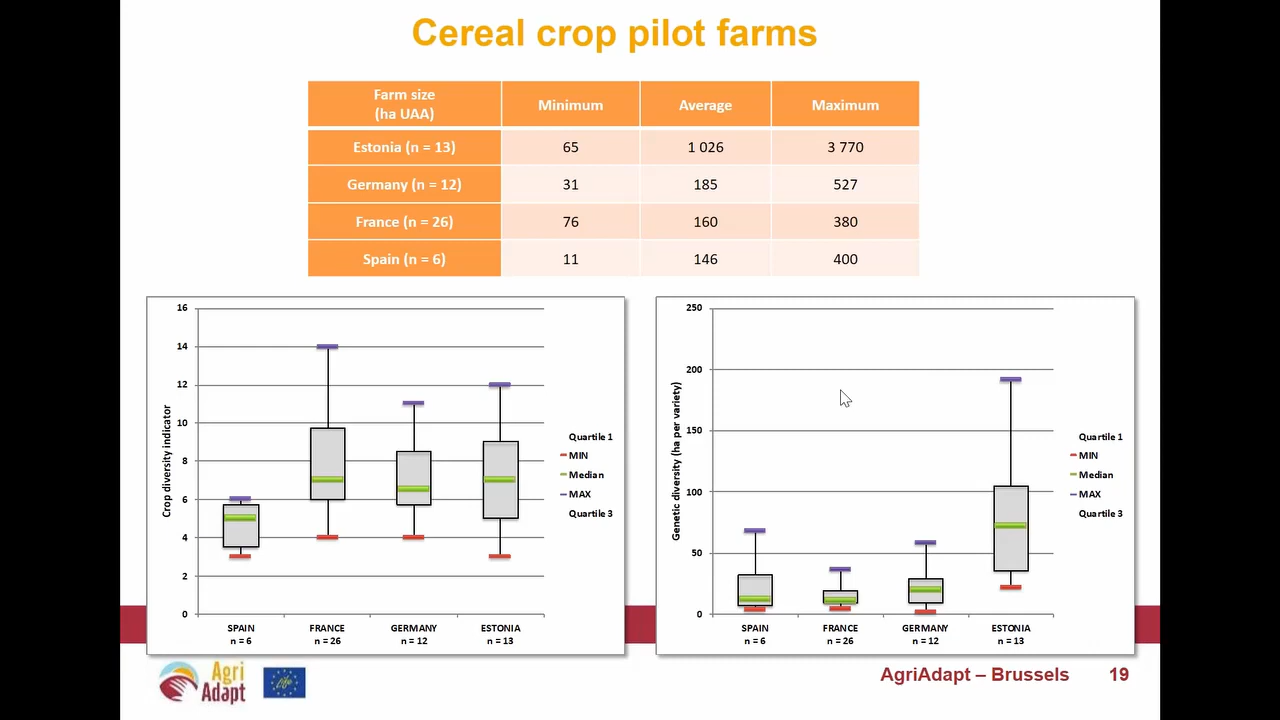 Cereal crop pilot farms
Farm size
(ha UAA)
Minimum
Average
Maximum
Estonia (n = 13)
65
1 026
3 770
Germany (n = 12)
31
185
527
France (n = 26)
76
160
380
Spain (n = 6)
11
146
400
Crop diversity indicator
16
14
12
10
8
6
4
2
0
SPAIN
n = 6
FRANCE
n = 26
GERMANY
n = 12
ESTONIA
n = 13
Quartile 1
MIN
Median
MAX
Quartile 3
Genetic diversity (ha per variety)
250
200
150
100
50
0
SPAIN
n = 6
FRANCE
n = 26
GERMANY
n = 12
ESTONIA
n = 13
Quartile 1
MIN
Median
MAX
Quartile 3
Agri
Adapt
Life
AgriAdapt – Brussels
19